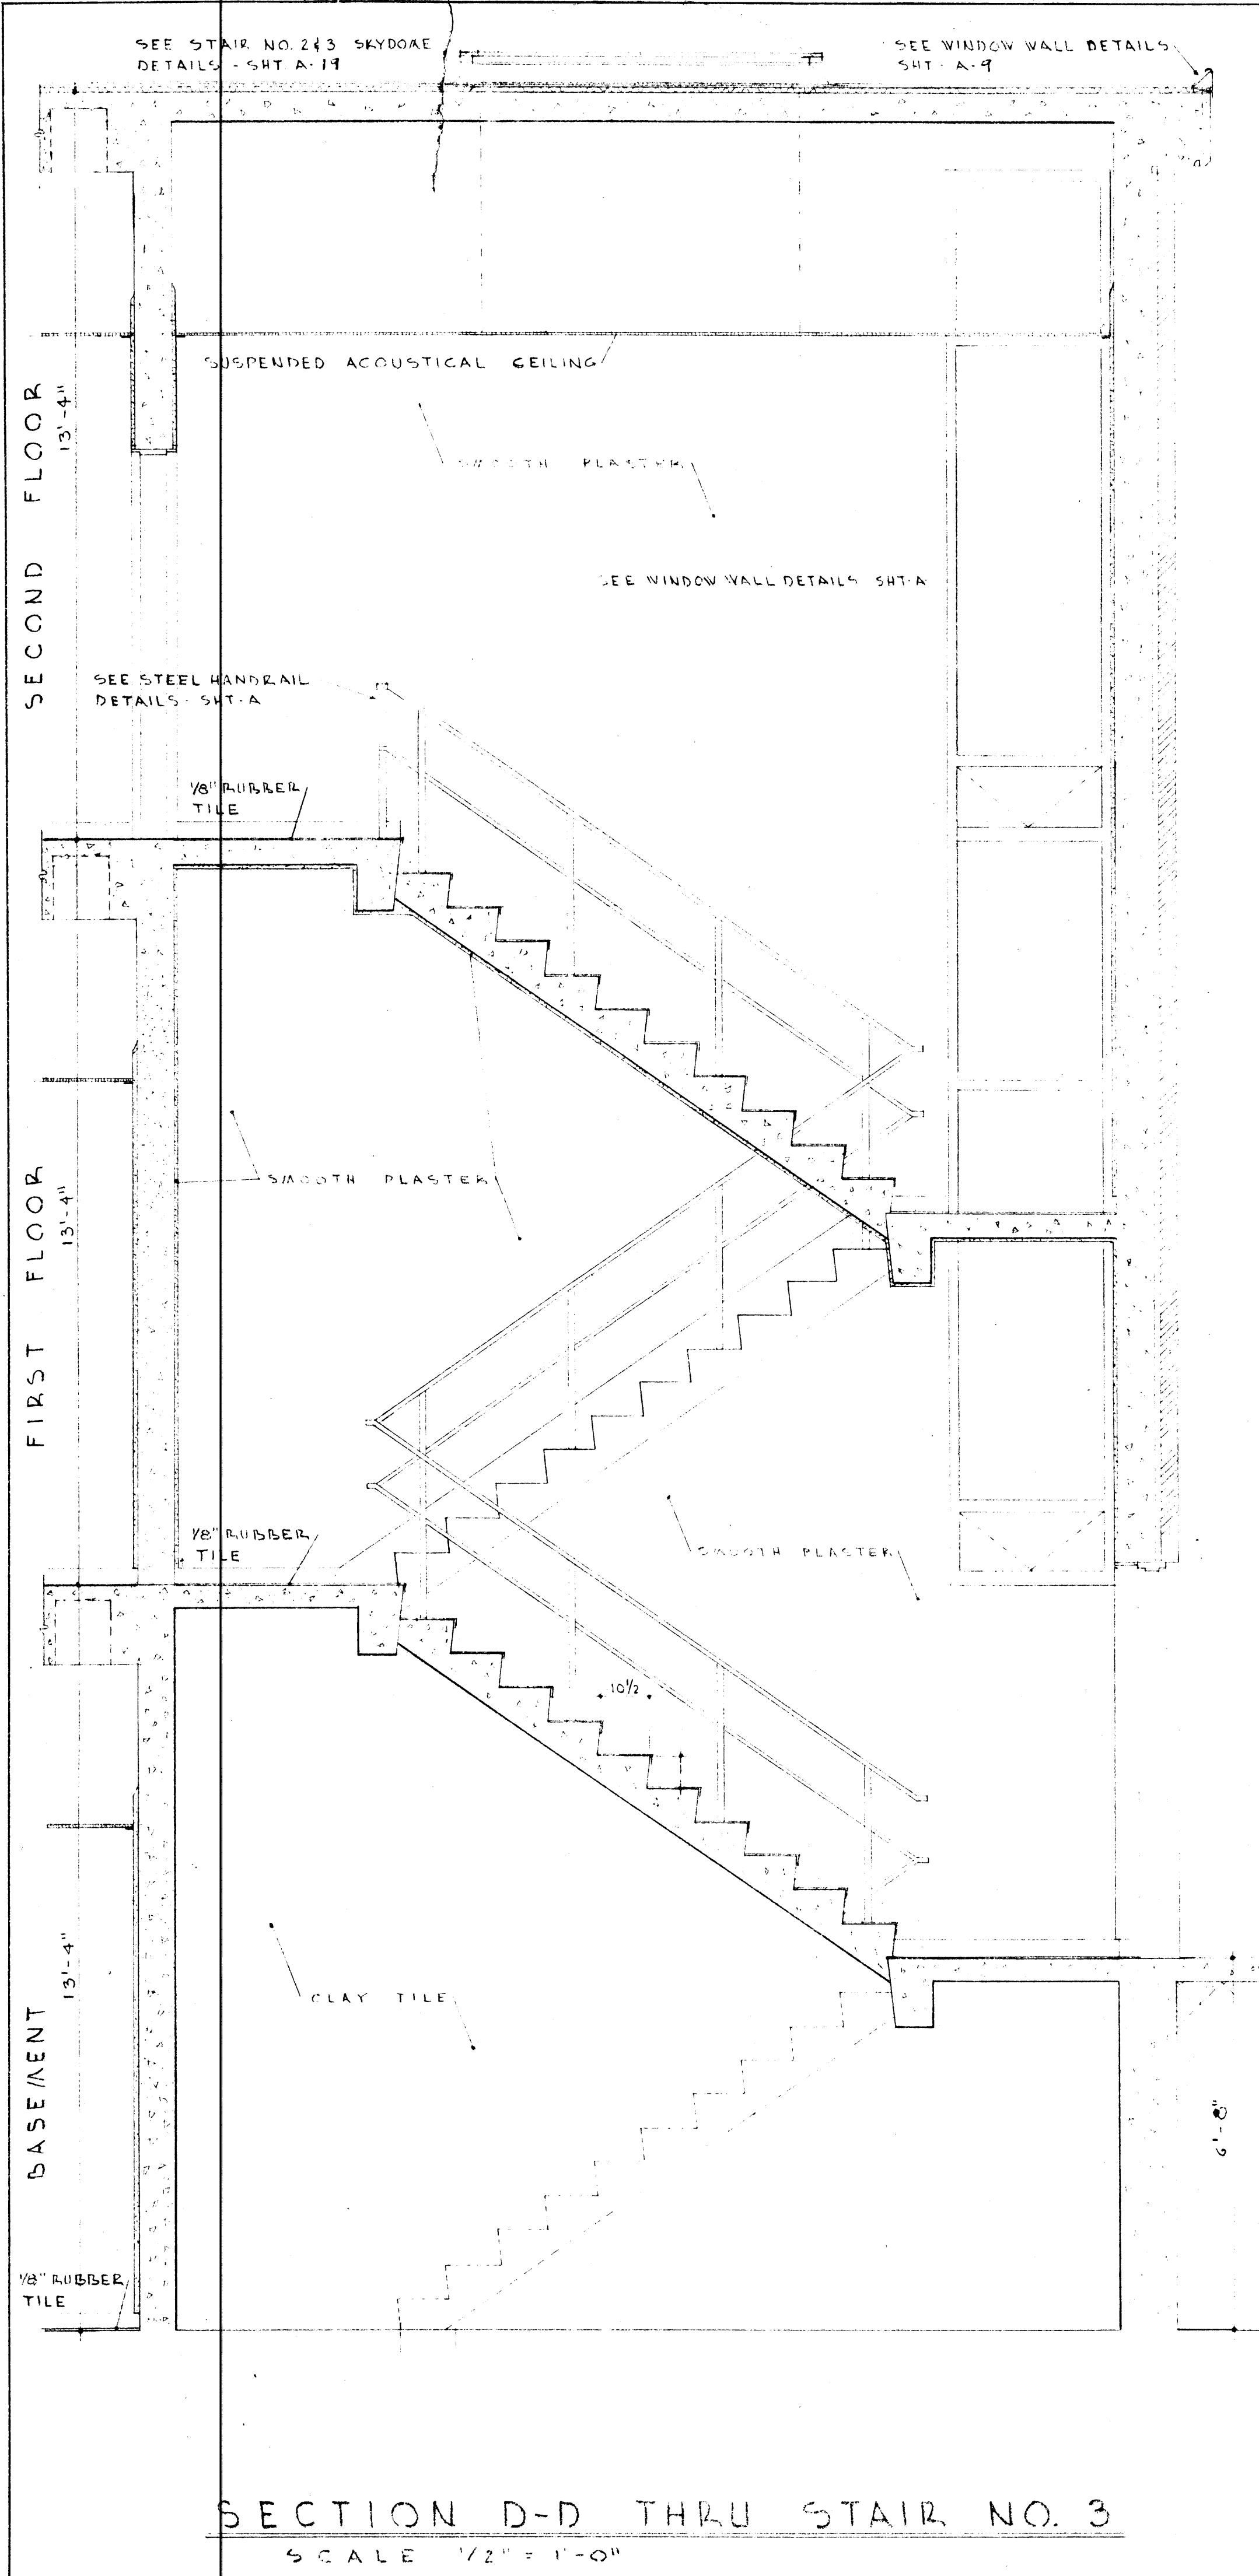 SEE STAIR NO. 2&3 SKYDOME
DETAILS - SHT A-19
SEE WINDOW WALL DETAILS
SHT. A-9
SUSPENDED ACOUSTICAL CEILING
SECOND FLOOR
13'-4"
SMOOTH PLASTER
SEE WINDOW WALL DETAILS SHT-A
SEE STEEL HANDRAIL
DETAILS - SHT. A
1/8" RUBBER
TILE
FIRST FLOOR
13'-4"
SMOOTH PLASTER
1/8" RUBBER
TILE
SMOOTH PLASTER
10 1/2
BASEMENT
13'-4"
CLAY TILE
6'-8"
1/8" RUBBER
TILE
SECTION D-D THRU STAIR NO. 3
SCALE 1/2" = 1'-0"